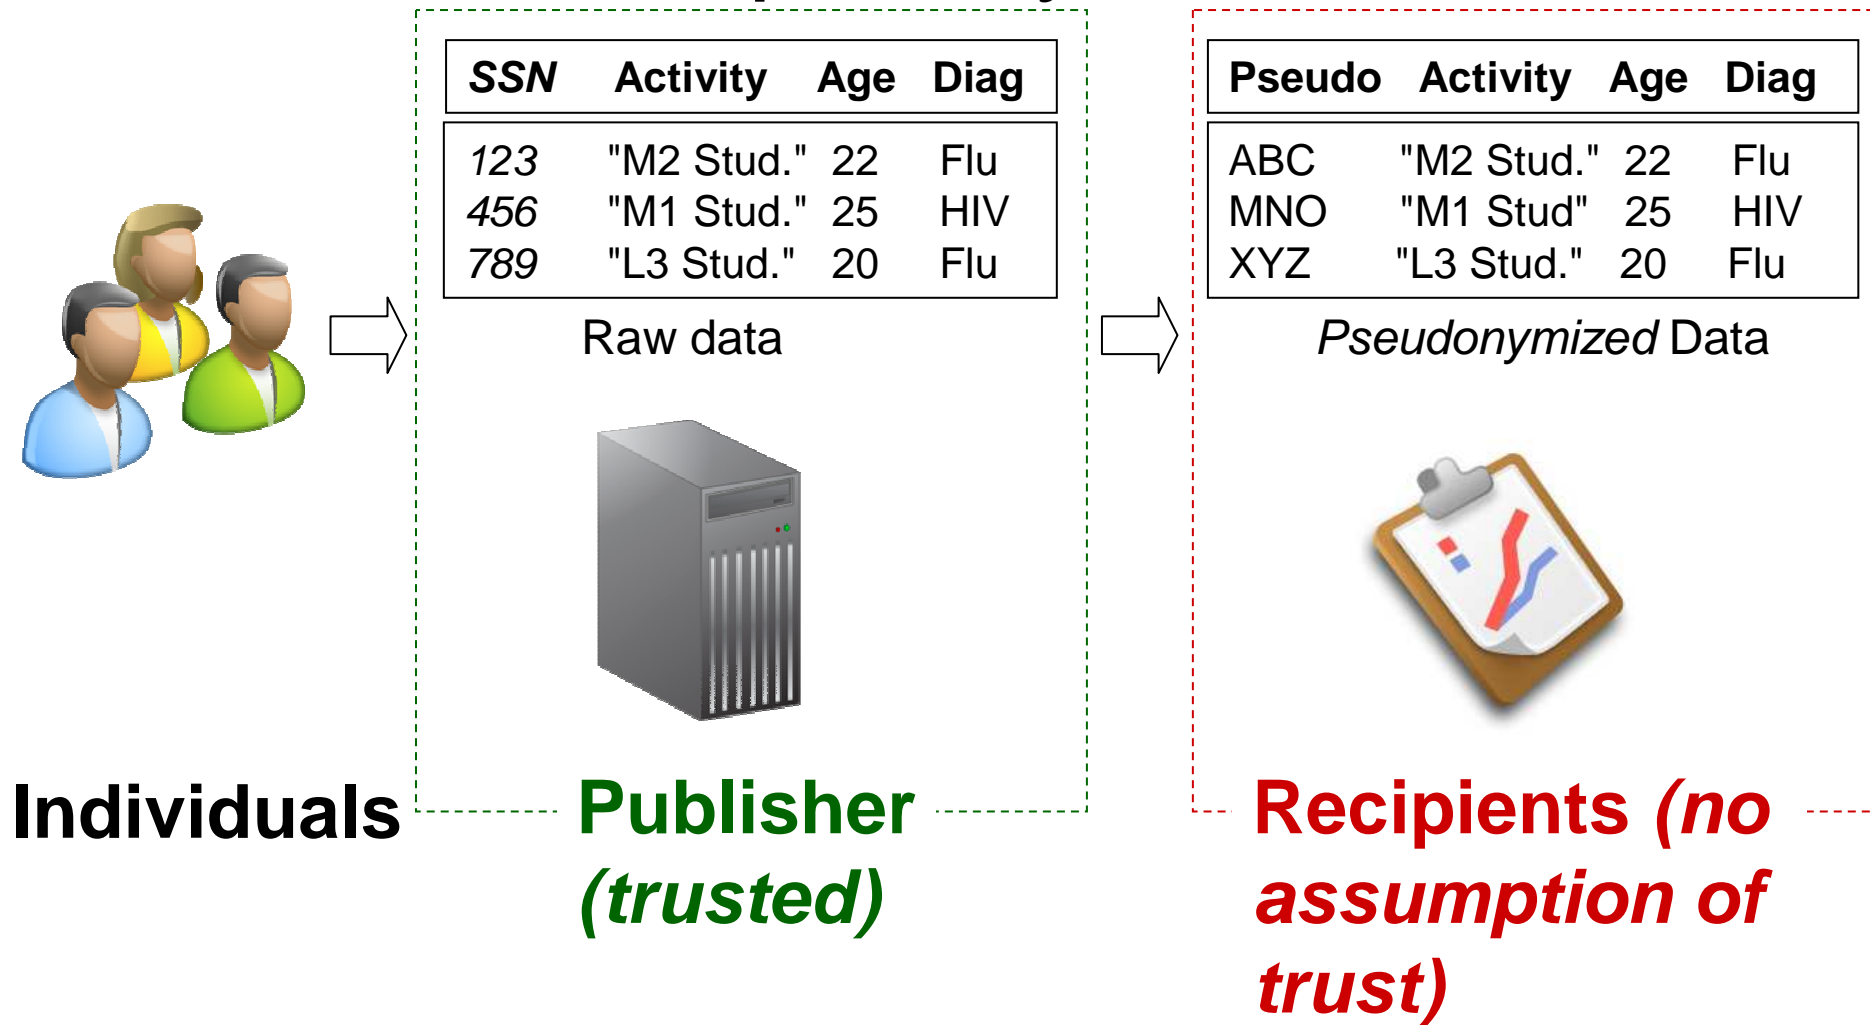 SSN Activity Age Diag
123 "M2 Stud." 22 Flu
456 "M1 Stud." 25 HIV
789 "L3 Stud." 20 Flu
Raw data
Pseudo Activity Age Diag
ABC "M2 Stud." 22 Flu
MNO "M1 Stud" 25 HIV
XYZ "L3 Stud." 20 Flu
Pseudonymized Data
Individuals
Publisher
(trusted)
Recipients (no
assumption of
trust)